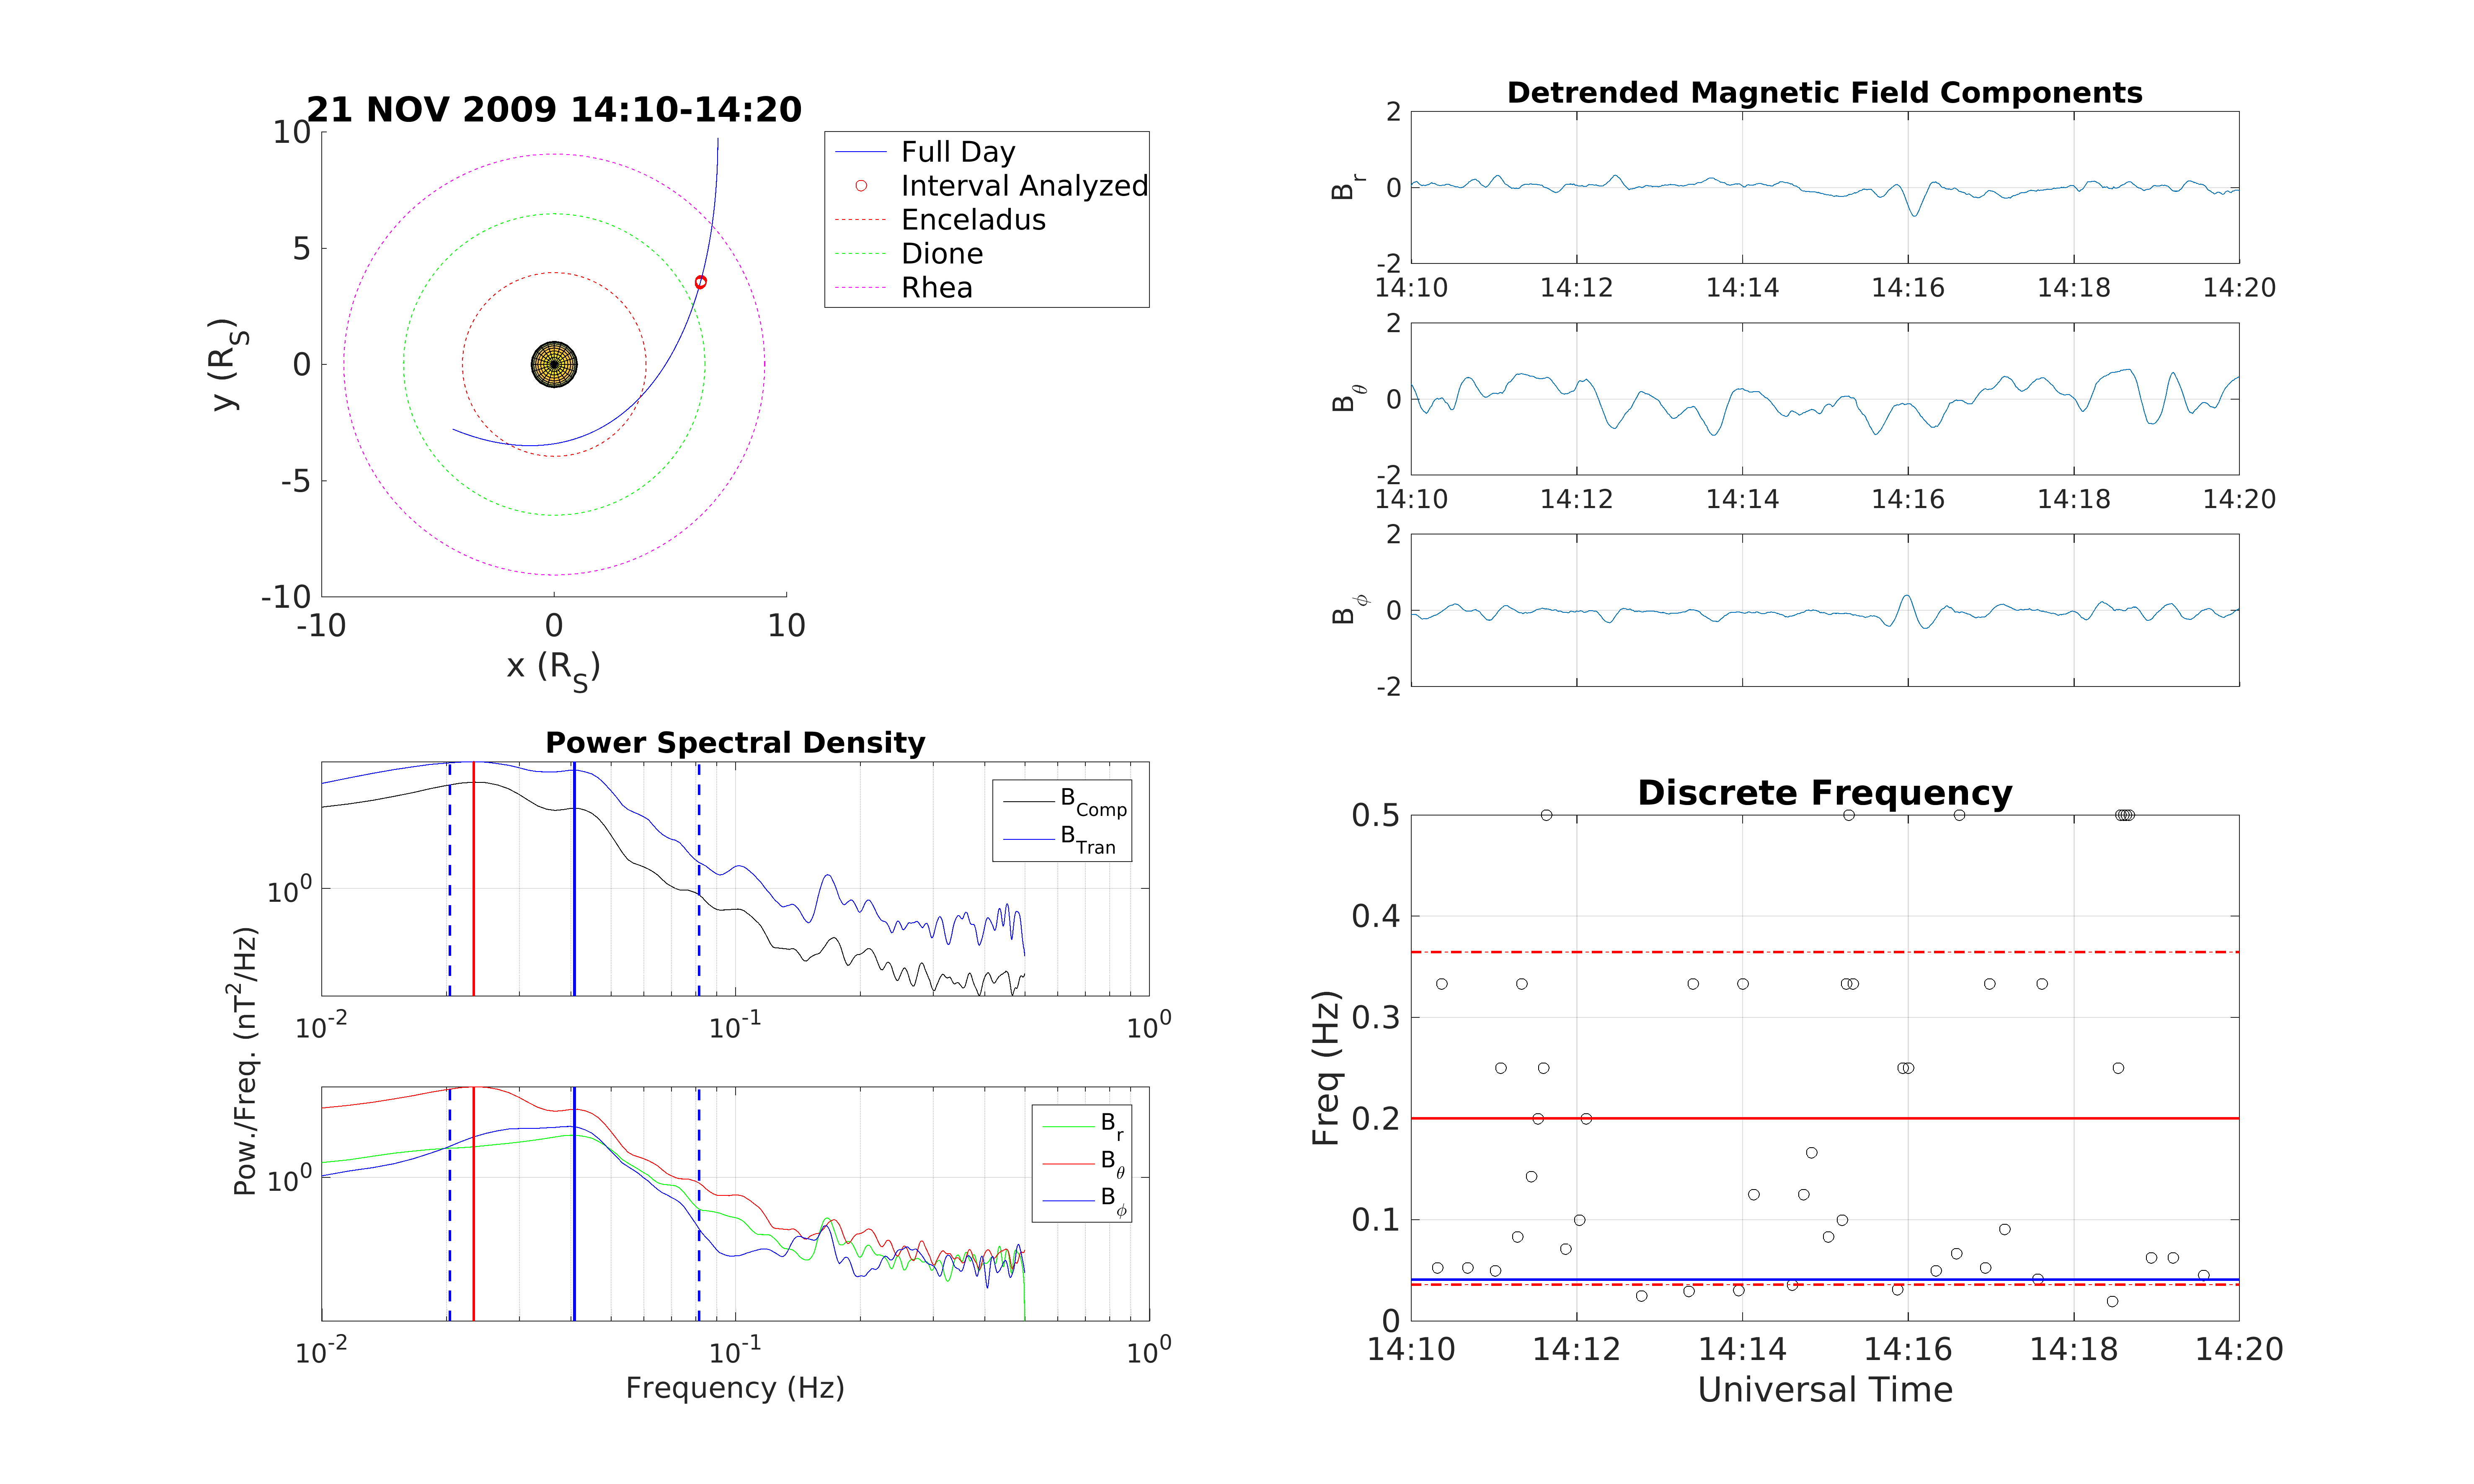 21 NOV 2009 14:10-14:20
10
5
0
-5
-10
-10 0 10
y (R_S)
x (R_S)
Full Day
Interval Analyzed
Enceladus
Dione
Rhea
Detrended Magnetic Field Components
2
0
-2
B_r
14:10 14:12 14:14 14:16 14:18 14:20
2
0
-2
B_θ
14:10 14:12 14:14 14:16 14:18 14:20
2
0
-2
B_ϕ
Power Spectral Density
10^0
B_Comp
B_Tran
10^-2 10^-1 10^0
Pow./Freq. (nT^2/Hz)
10^0
B_r
B_θ
B_ϕ
10^-2 10^-1 10^0
Frequency (Hz)
Discrete Frequency
0.5
0.4
0.3
0.2
0.1
0
Freq (Hz)
14:10 14:12 14:14 14:16 14:18 14:20
Universal Time